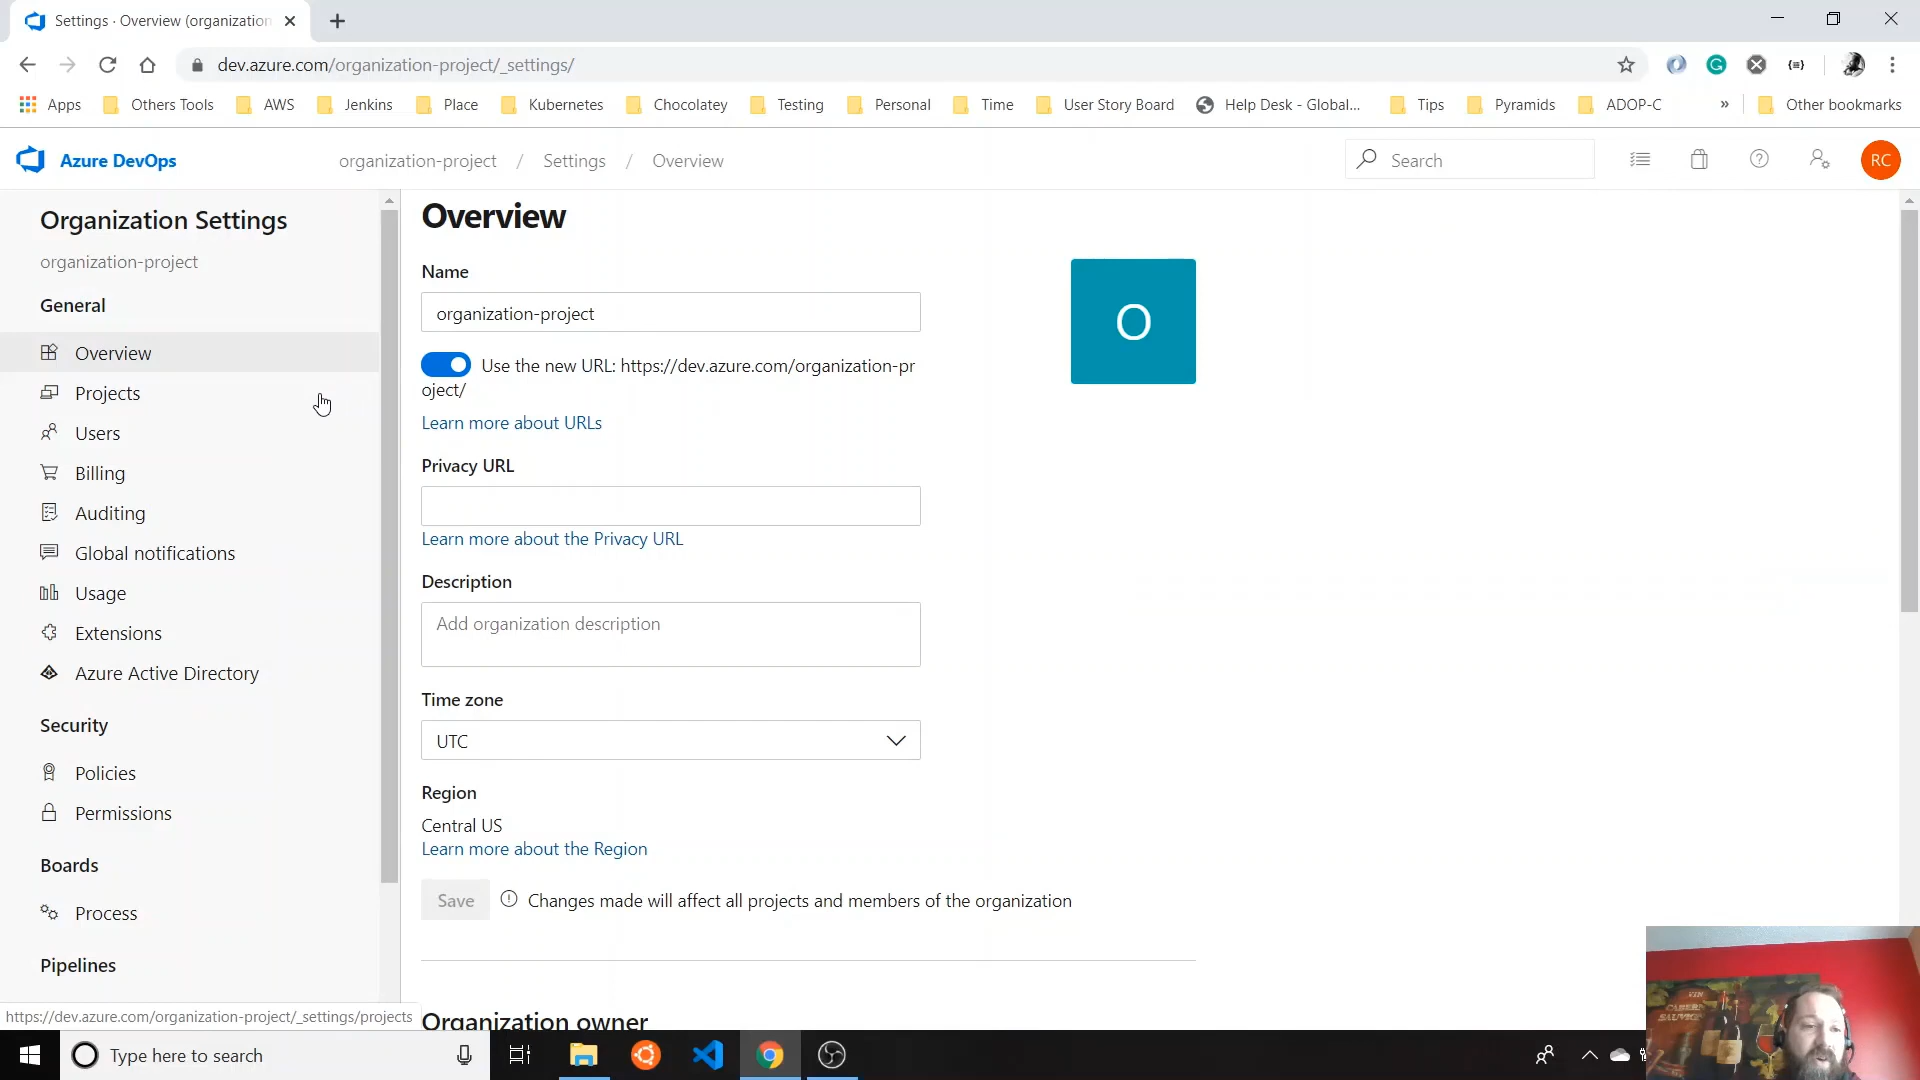 Settings · Overview (organization
dev.azure.com/organization-project/_settings/
Apps
Others Tools
AWS
Jenkins
Place
Kubernetes
Chocolatey
Testing
Personal
Time
User Story Board
Help Desk - Global...
Tips
Pyramids
ADOP-C
»
Other bookmarks
Azure DevOps
organization-project / Settings / Overview
Search
RC
Organization Settings
organization-project
General
Overview
Projects
Users
Billing
Auditing
Global notifications
Usage
Extensions
Azure Active Directory
Security
Policies
Permissions
Boards
Process
Pipelines
https://dev.azure.com/organization-project/_settings/projects
Overview
Name
organization-project
Use the new URL: https://dev.azure.com/organization-pr
oject/
Learn more about URLs
Privacy URL
Learn more about the Privacy URL
Description
Add organization description
Time zone
UTC
Region
Central US
Learn more about the Region
Save
Changes made will affect all projects and members of the organization
Organization owner
O
Type here to search
VIN